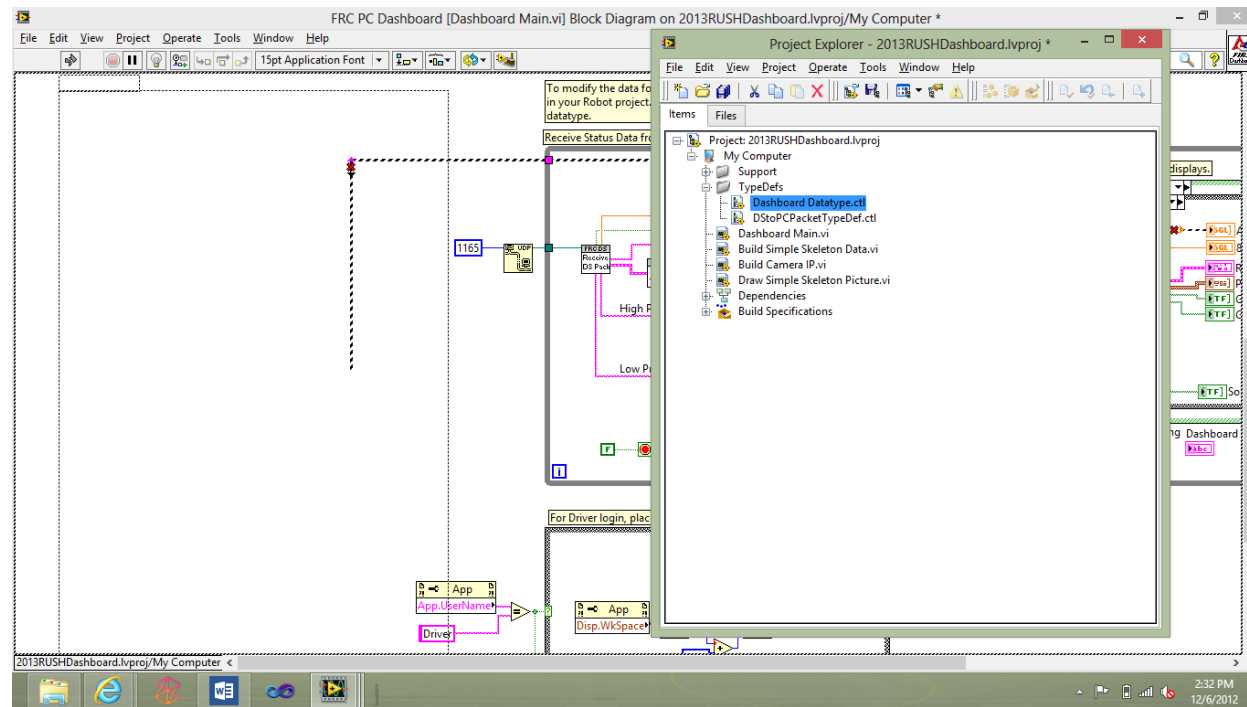 FRC PC Dashboard [Dashboard Main.vi] Block Diagram on 2013RUSHDashboard.lvproj/My Computer *
File Edit View Project Operate Tools Window Help
15pt Application Font
To modify the data fo
in your Robot project.
datatype.
Receive Status Data fr
1165
UDP
FRC DS
Receive
DS Pack
High P
Low P
F
i
For Driver login, plac
App
App.UserName
Driver
=
?
App
Disp.WkSpace
+
Project Explorer - 2013RUSHDashboard.lvproj *
File Edit View Project Operate Tools Window Help
Items Files
Project: 2013RUSHDashboard.lvproj
My Computer
Support
TypeDefs
Dashboard Datatype.ctl
DStoPCPacketTypeDef.ctl
Dashboard Main.vi
Build Simple Skeleton Data.vi
Build Camera IP.vi
Draw Simple Skeleton Picture.vi
Dependencies
Build Specifications
displays.
SGL
SGL
R
P
TF
TF
TF So
ng Dashboard
abc
2013RUSHDashboard.lvproj/My Computer
2:32 PM
12/6/2012